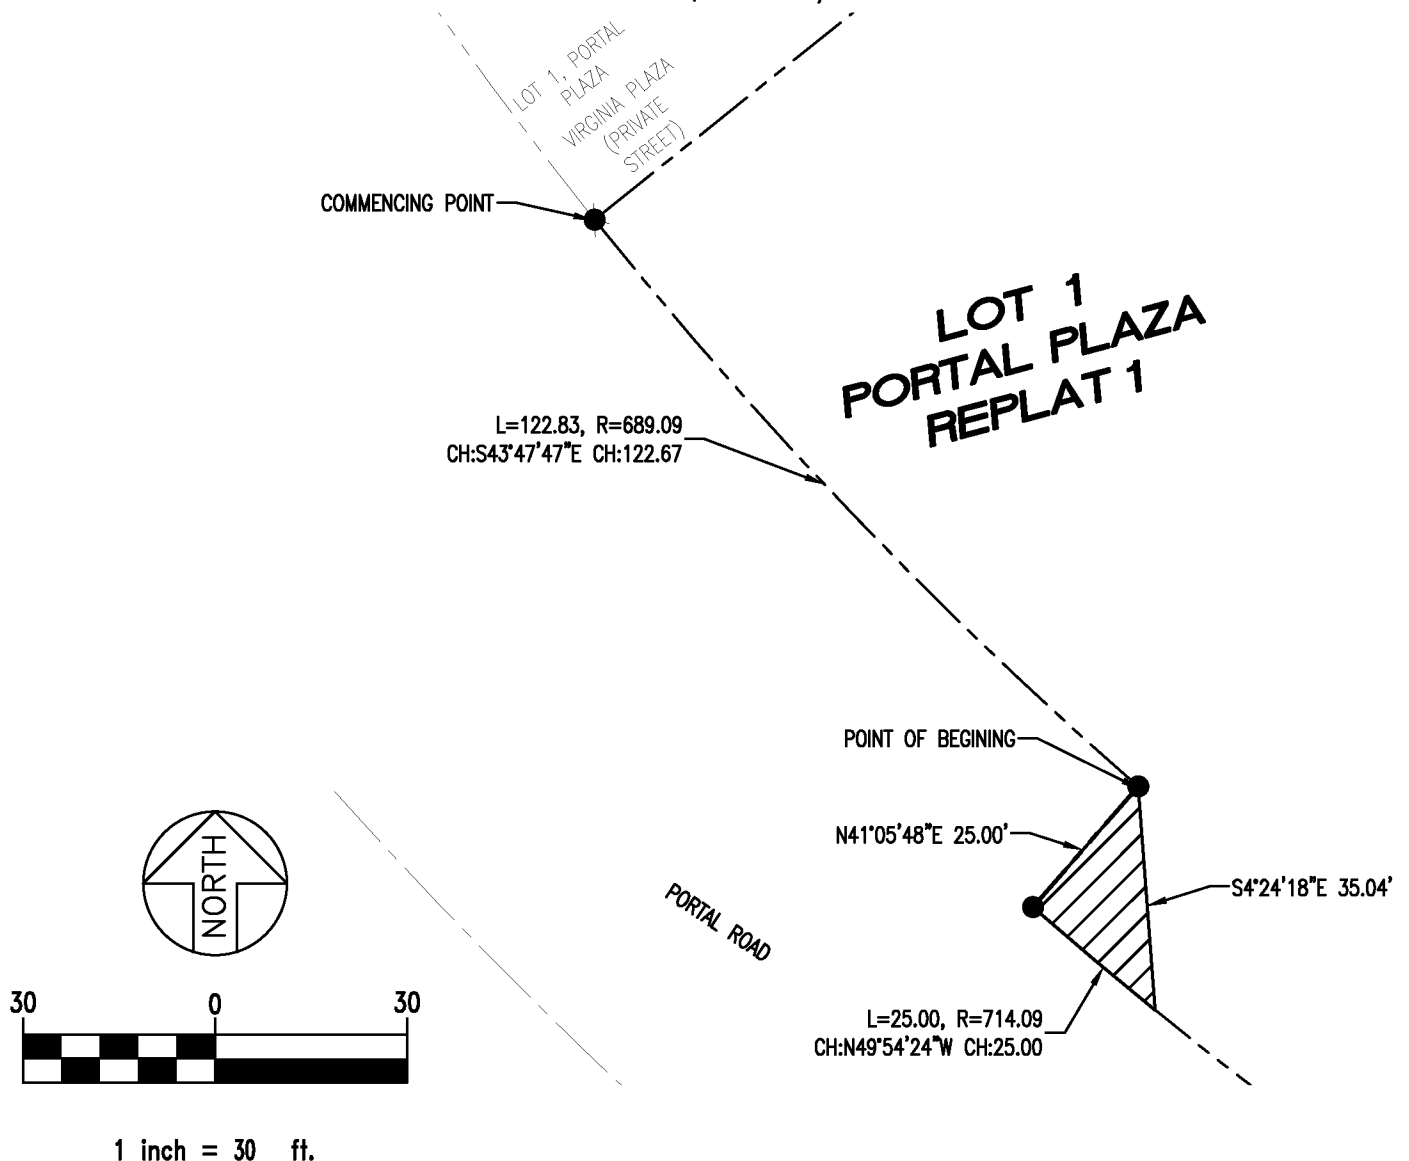 LOT 1, PORTAL
PLAZA
VIRGINIA PLAZA
(PRIVATE
STREET)
COMMENCING POINT
LOT 1
PORTAL PLAZA
REPLAT 1
L=122.83, R=689.09
CH:S43°47'47"E CH:122.67
POINT OF BEGINING
N41°05'48"E 25.00'
S4°24'18"E 35.04'
PORTAL ROAD
L=25.00, R=714.09
CH:N49°54'24"W CH:25.00
NORTH
30 0 30
1 inch = 30 ft.